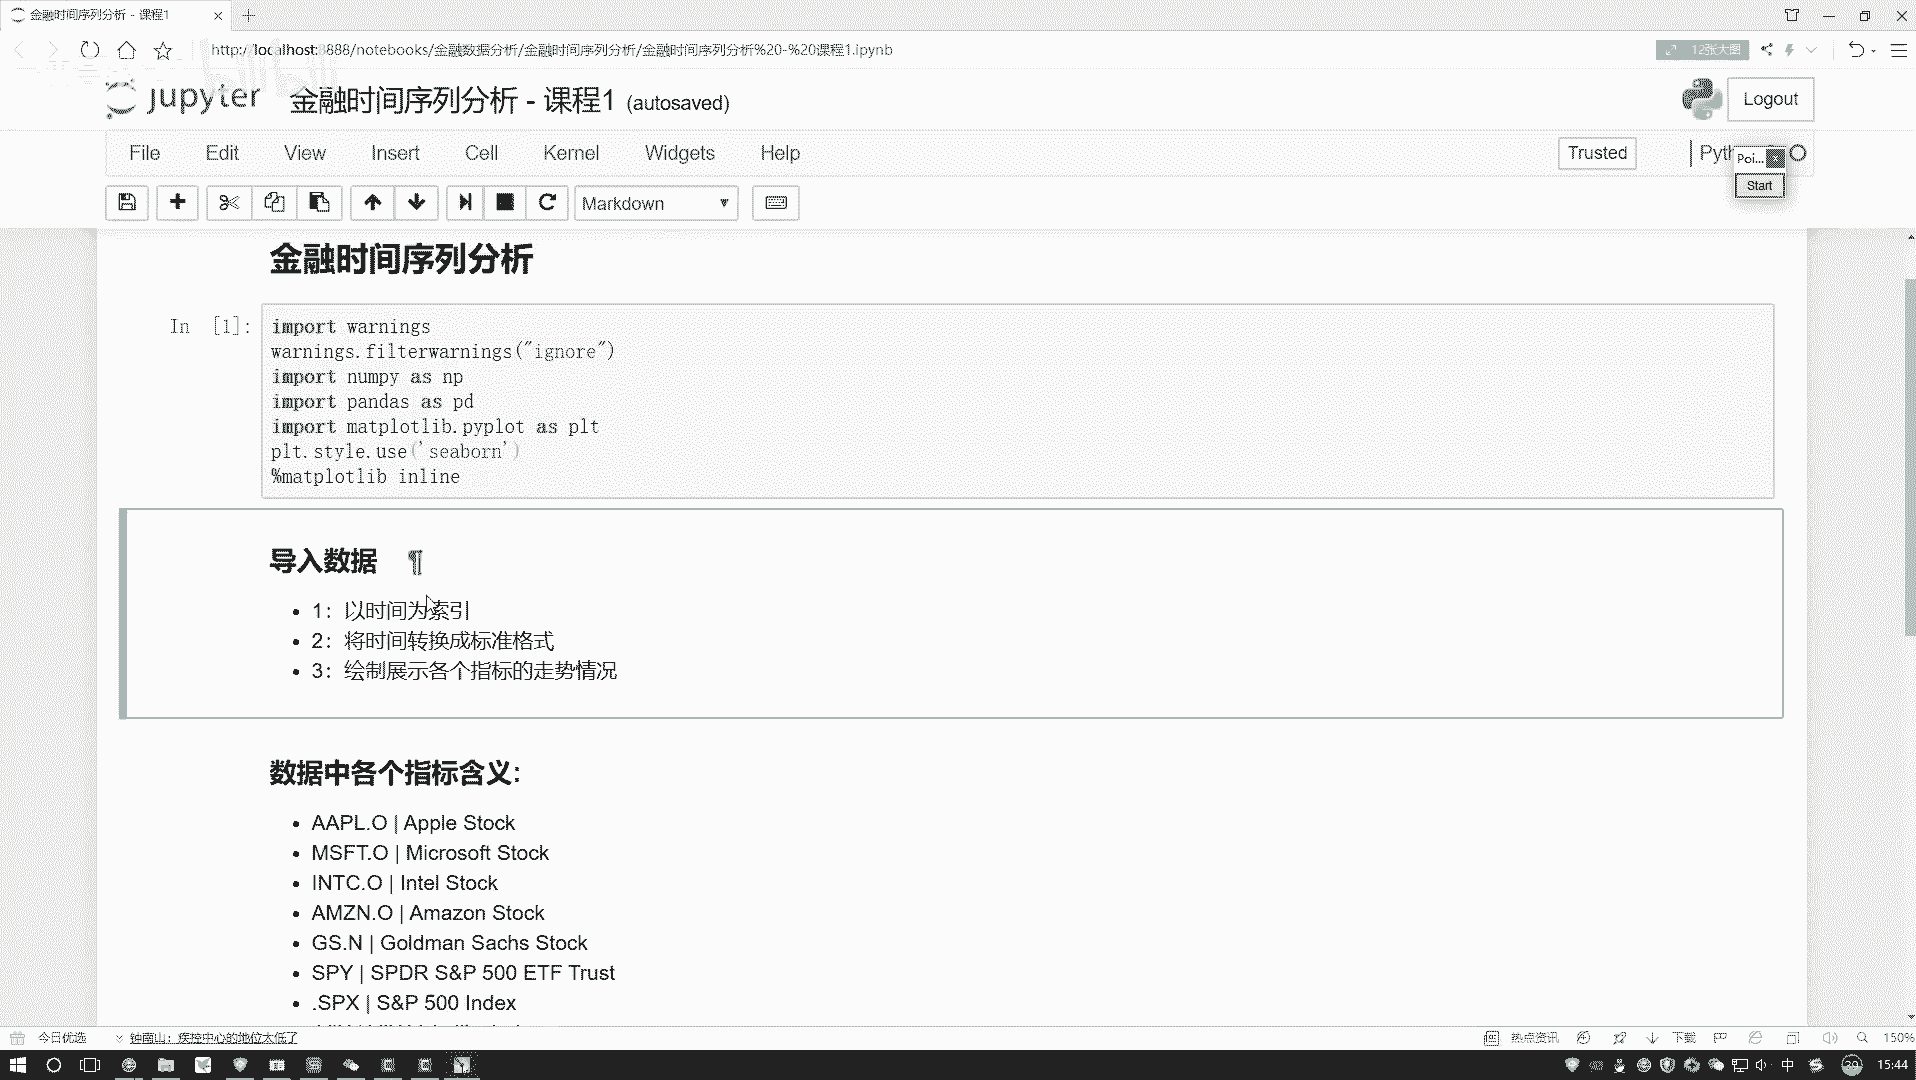 金融时间序列分析 - 课程1
http://localhost:8888/notebooks/金融数据分析/金融时间序列分析/金融时间序列分析%20-%20课程1.ipynb
12张大图
jupyter 金融时间序列分析 - 课程1 (autosaved)
Logout
File Edit View Insert Cell Kernel Widgets Help
Trusted
Poi...
Start
Markdown
金融时间序列分析
In [1]:
import warnings
warnings.filterwarnings("ignore")
import numpy as np
import pandas as pd
import matplotlib.pyplot as plt
plt.style.use('seaborn')
%matplotlib inline
导入数据 ¶
1：以时间为索引
2：将时间转换成标准格式
3：绘制展示各个指标的走势情况
数据中各个指标含义:
AAPL.O | Apple Stock
MSFT.O | Microsoft Stock
INTC.O | Intel Stock
AMZN.O | Amazon Stock
GS.N | Goldman Sachs Stock
SPY | SPDR S&P 500 ETF Trust
.SPX | S&P 500 Index
今日优选 钟南山：疾控中心的地位太低了
热点资讯 下载 150%
中 15:44